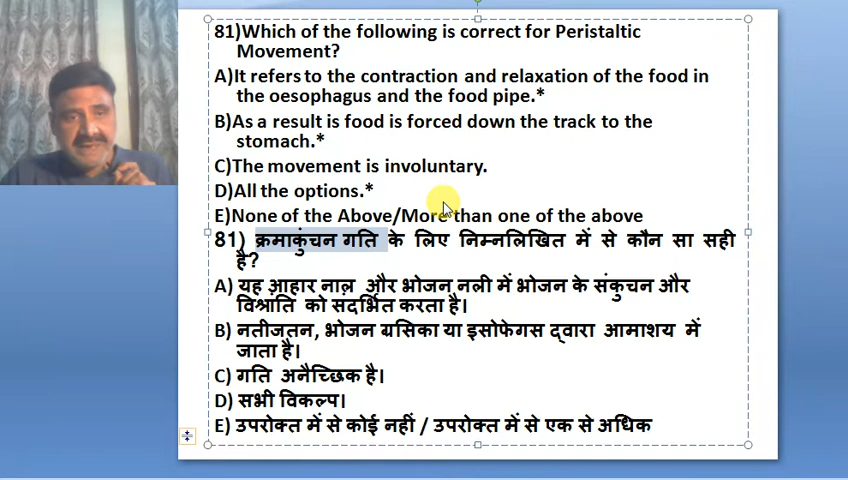 81)Which of the following is correct for Peristaltic
Movement?
A)It refers to the contraction and relaxation of the food in
the oesophagus and the food pipe.*
B)As a result is food is forced down the track to the
stomach.*
C)The movement is involuntary.
D)All the options.*
E)None of the Above/More than one of the above
81) क्रमाकुंचन गति के लिए निम्नलिखित में से कौन सा सही
है?
A) यह आहार नाल़ और भोजन नली में भोजन के संकुचन और
विश्रांति को संदर्भित करता है।
B) नतीजतन, भोजन ग्रसिका या इसोफेगस द्वारा आमाशय में
जाता है।
C) गति अनैच्छिक है।
D) सभी विकल्प।
E) उपरोक्त में से कोई नहीं / उपरोक्त में से एक से अधिक